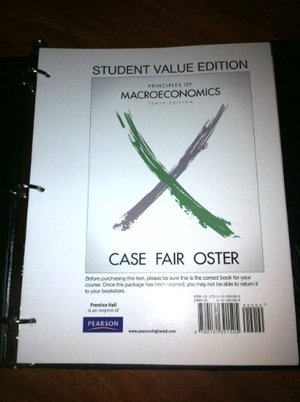 STUDENT VALUE EDITION
PRINCIPLES OF
MACROECONOMICS
TENTH EDITION
CASE FAIR OSTER
Before purchasing this text, please be sure this is the correct book for your
course. Once this package has been opened, you may not be able to return it
to your bookstore.
Prentice Hall
is an imprint of
PEARSON
www.pearsonhighered.com